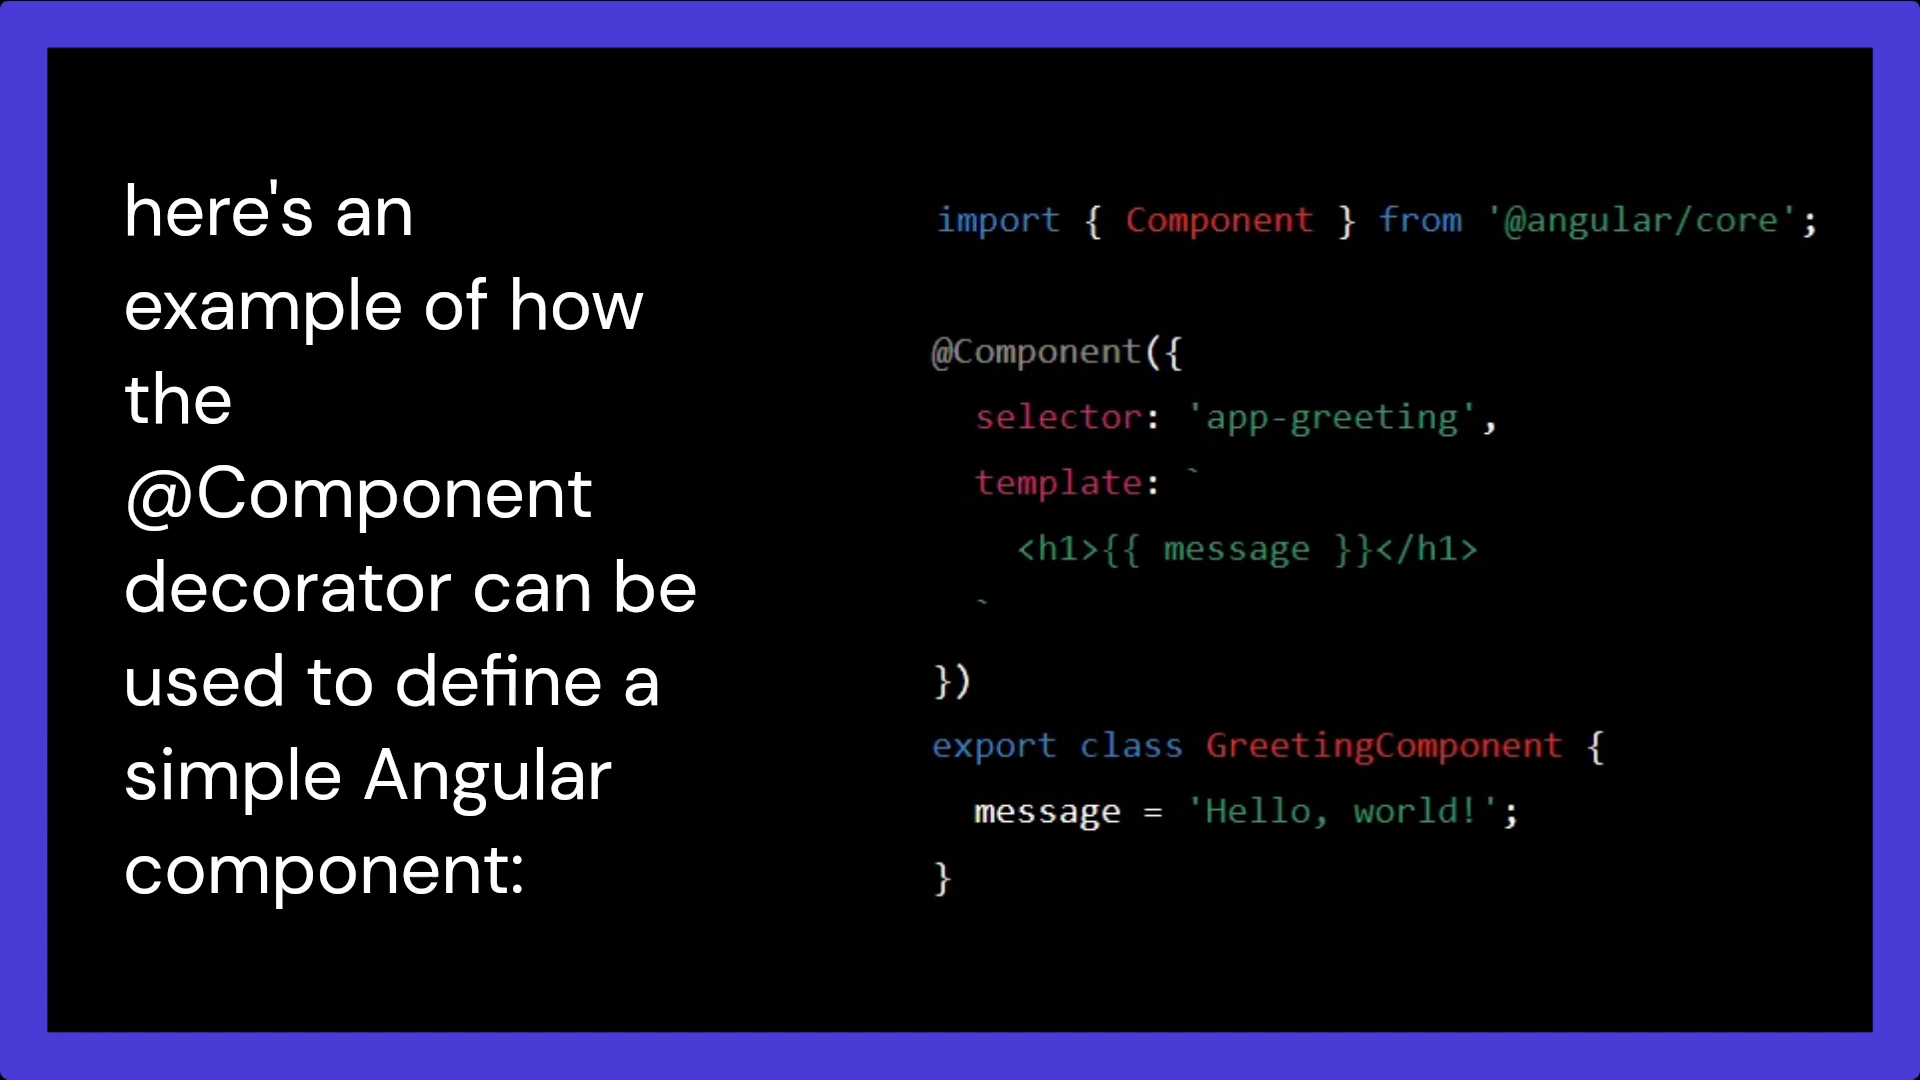 here's an
example of how
the
@Component
decorator can be
used to define a
simple Angular
component:
import { Component } from '@angular/core';
@Component({
  selector: 'app-greeting',
  template: `
    <h1>{{ message }}</h1>
  `
})
export class GreetingComponent {
  message = 'Hello, world!';
}